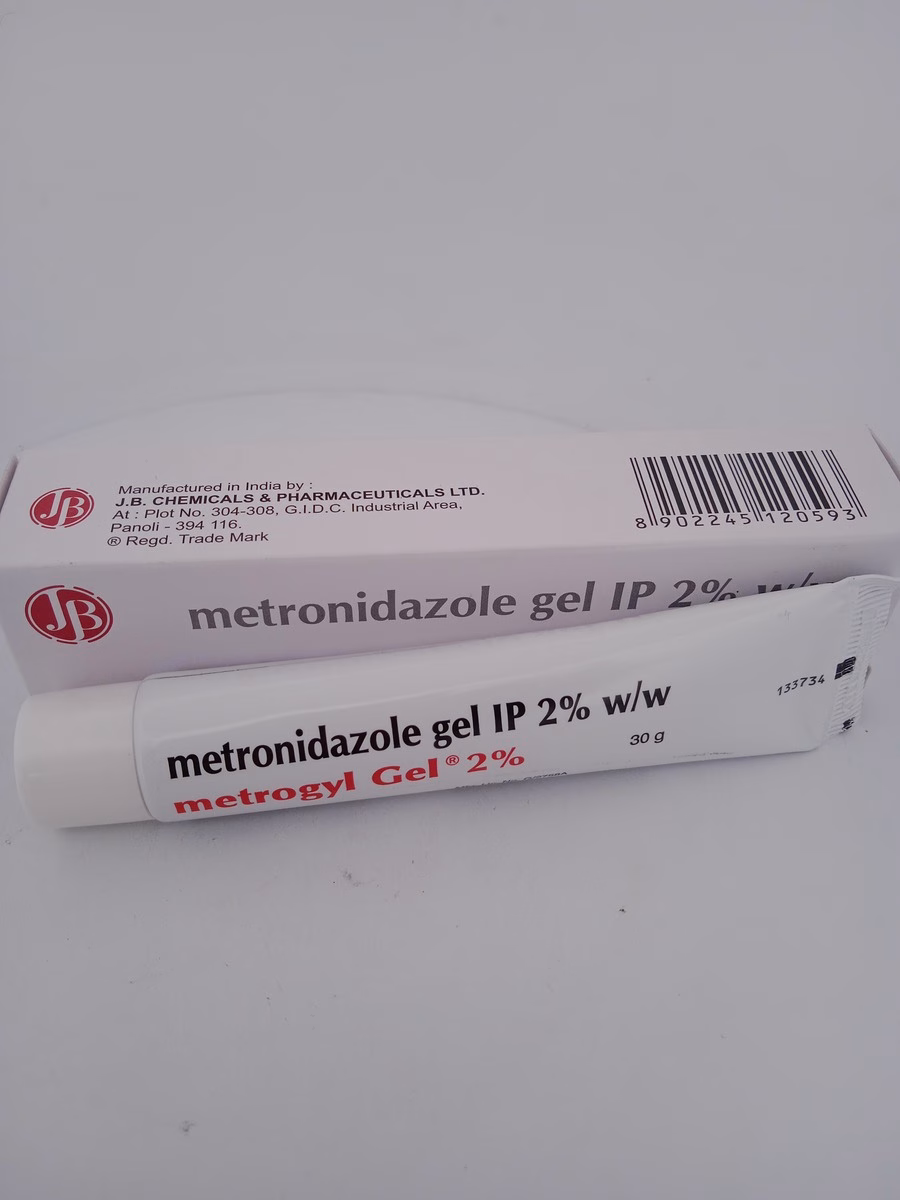 JB
Manufactured in India by :
J.B. CHEMICALS & PHARMACEUTICALS LTD.
At : Plot No. 304-308, G.I.D.C. Industrial Area,
Panoli - 394 116.
® Regd. Trade Mark
8 902245 120593
JB
metronidazole gel IP 2% w/w
metronidazole gel IP 2% w/w
30 g
133734
metrogyl Gel® 2%